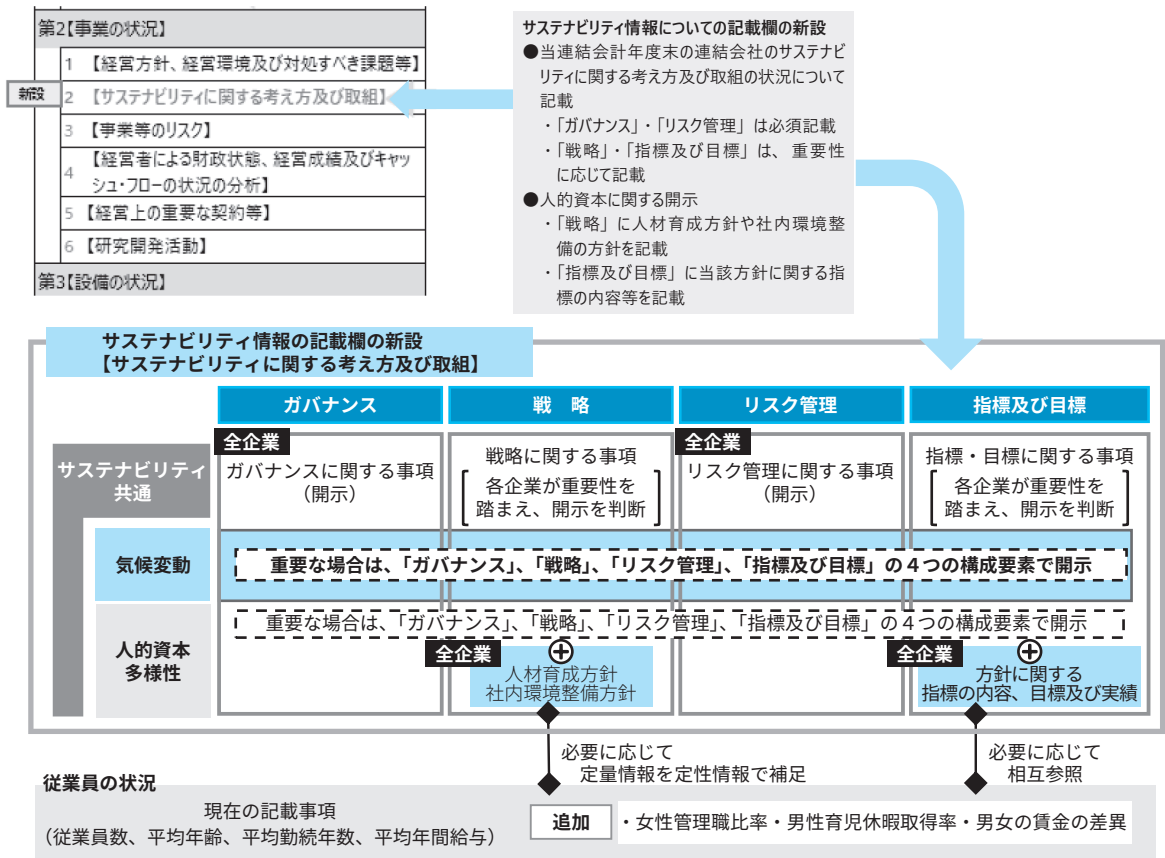 第2【事業の状況】
1 【経営方針、経営環境及び対処すべき課題等】
新設
2 【サステナビリティに関する考え方及び取組】
3 【事業等のリスク】
4 【経営者による財政状態、経営成績及びキャッ
シュ・フローの状況の分析】
5 【経営上の重要な契約等】
6 【研究開発活動】
第3【設備の状況】
サステナビリティ情報についての記載欄の新設
●当連結会計年度末の連結会社のサステナビ
リティに関する考え方及び取組の状況について
記載
・「ガバナンス」・「リスク管理」は必須記載
・「戦略」・「指標及び目標」は、重要性
に応じて記載
●人的資本に関する開示
・「戦略」に人材育成方針や社内環境整
備の方針を記載
・「指標及び目標」に当該方針に関する指
標の内容等を記載
サステナビリティ情報の記載欄の新設
【サステナビリティに関する考え方及び取組】
ガバナンス
戦 略
リスク管理
指標及び目標
サステナビリティ
共通
全企業
ガバナンスに関する事項
（開示）
戦略に関する事項
各企業が重要性を
踏まえ、開示を判断
全企業
リスク管理に関する事項
（開示）
指標・目標に関する事項
各企業が重要性を
踏まえ、開示を判断
気候変動
重要な場合は、「ガバナンス」、「戦略」、「リスク管理」、「指標及び目標」の４つの構成要素で開示
人的資本
多様性
重要な場合は、「ガバナンス」、「戦略」、「リスク管理」、「指標及び目標」の４つの構成要素で開示
全企業
人材育成方針
社内環境整備方針
全企業
方針に関する
指標の内容、目標及び実績
必要に応じて
定量情報を定性情報で補足
必要に応じて
相互参照
従業員の状況
現在の記載事項
（従業員数、平均年齢、平均勤続年数、平均年間給与）
追加
・女性管理職比率・男性育児休暇取得率・男女の賃金の差異